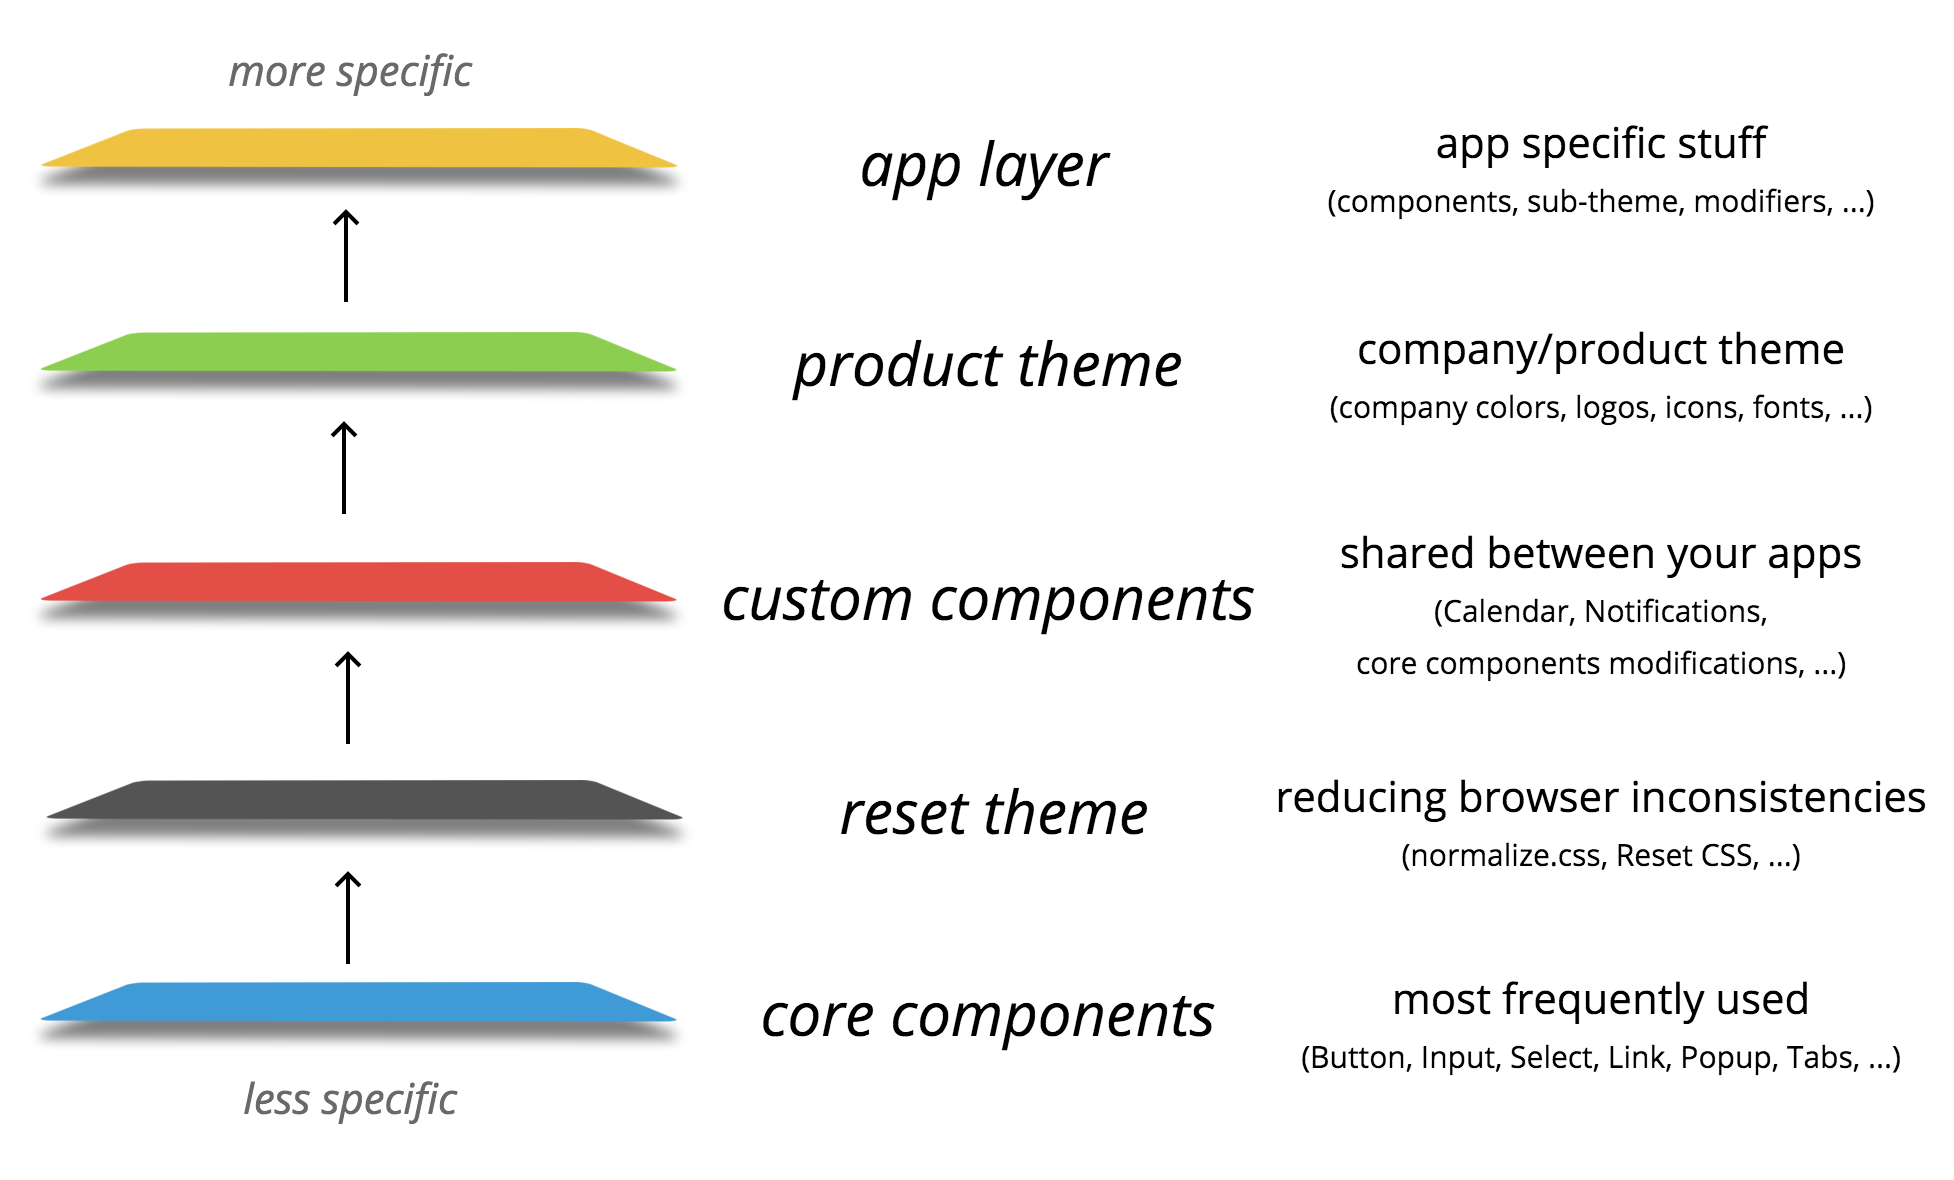 more specific
app layer
app specific stuff
(components, sub-theme, modifiers, ...)
product theme
company/product theme
(company colors, logos, icons, fonts, ...)
custom components
shared between your apps
(Calendar, Notifications,
core components modifications, ...)
reset theme
reducing browser inconsistencies
(normalize.css, Reset CSS, ...)
core components
most frequently used
(Button, Input, Select, Link, Popup, Tabs, ...)
less specific